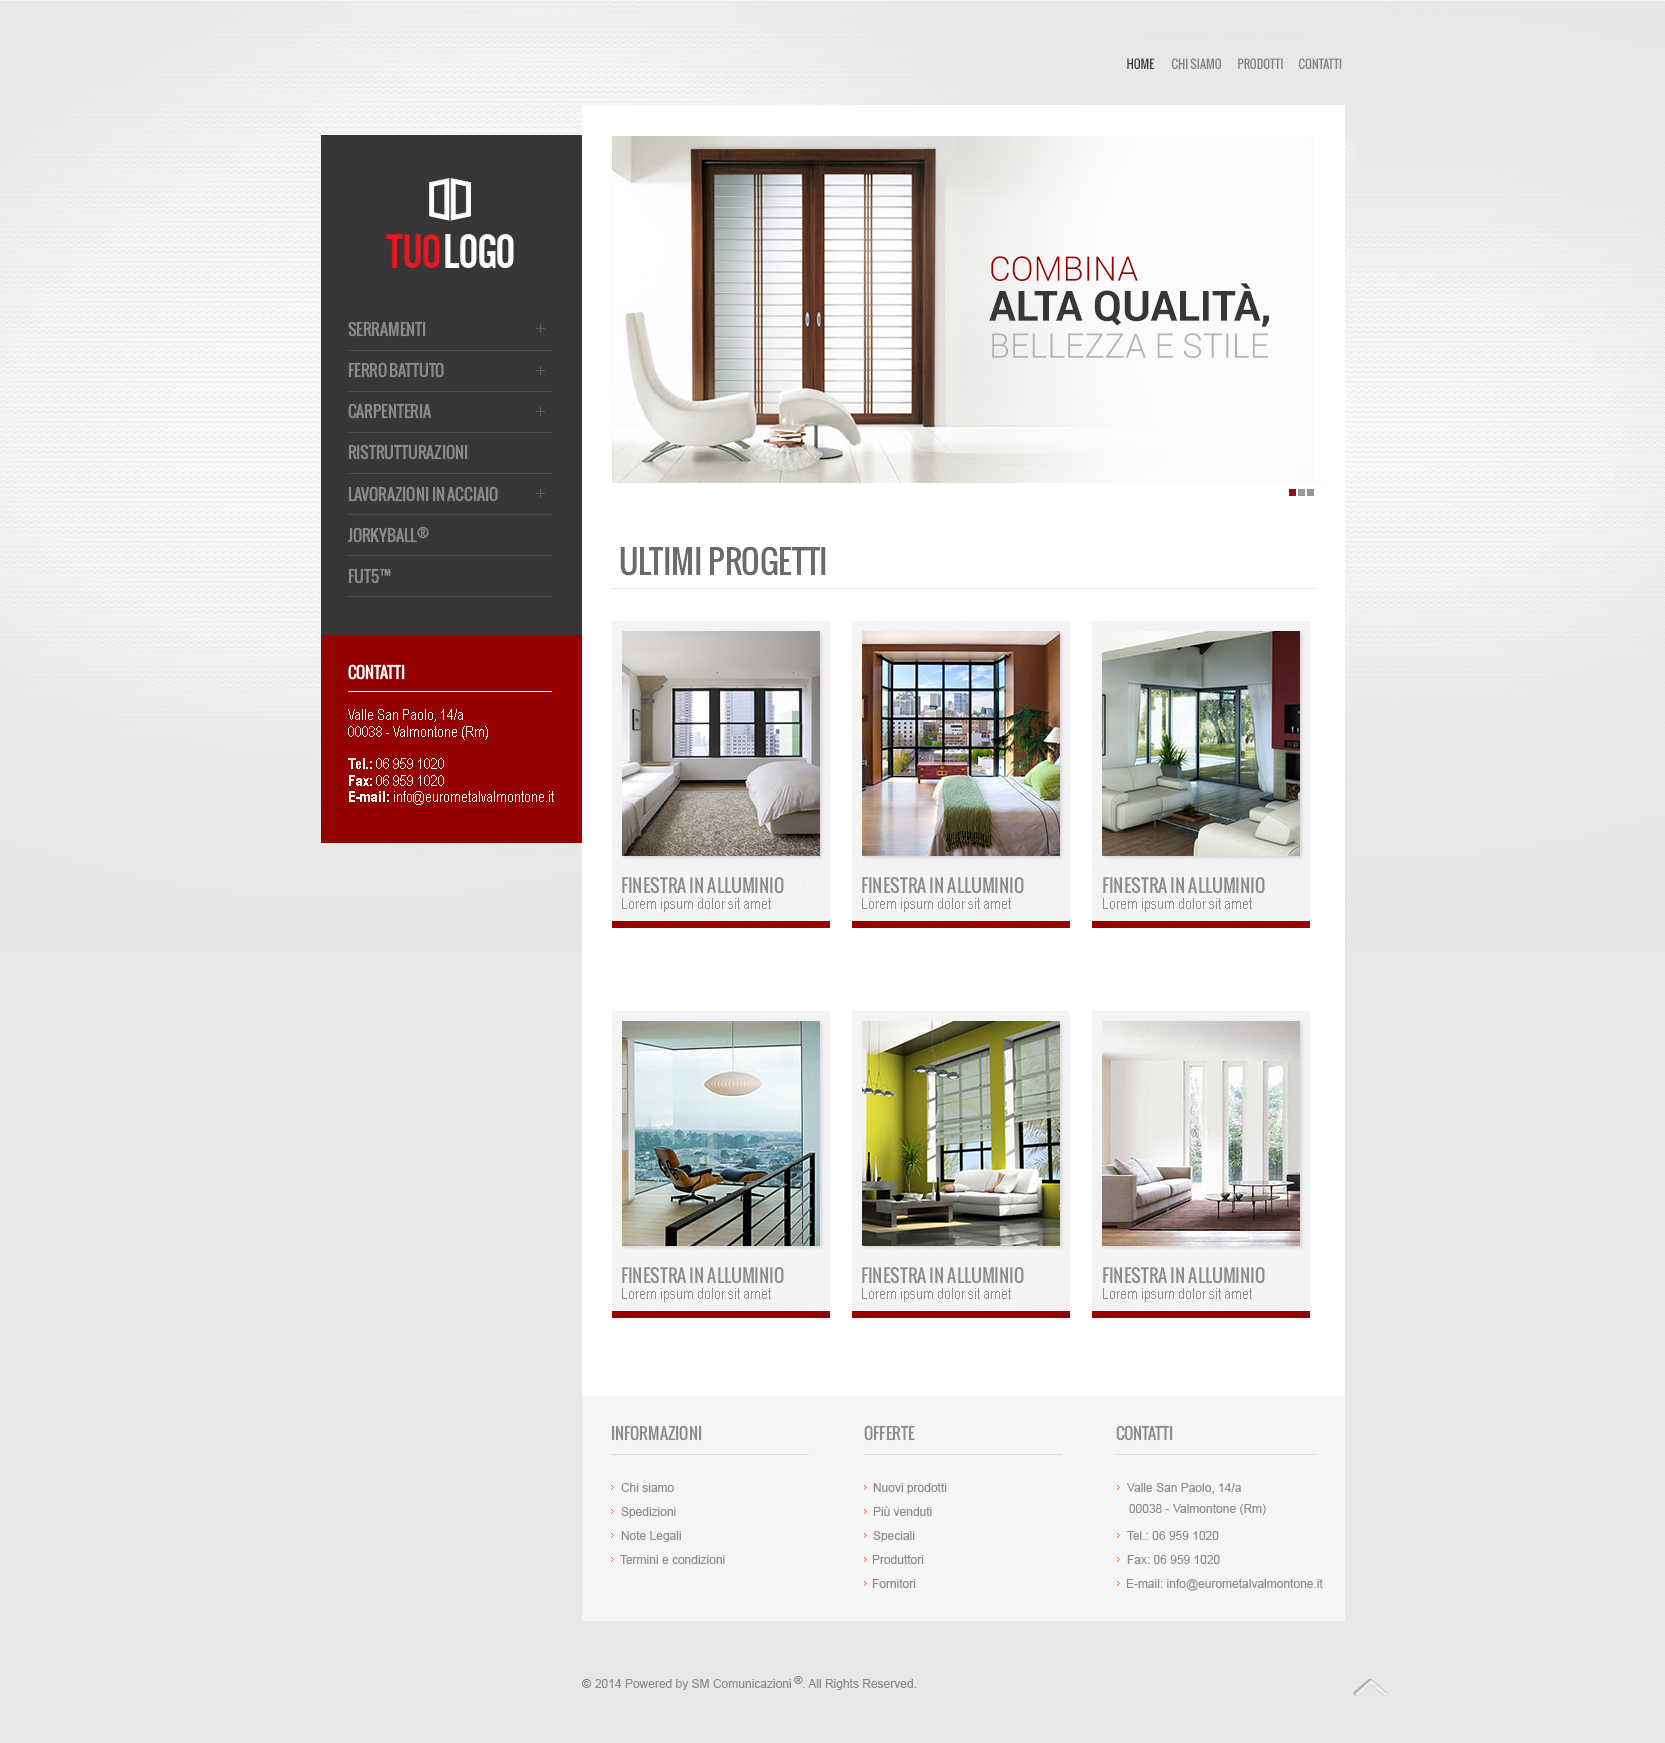 HOME CHI SIAMO PRODOTTI CONTATTI
TUOLOGO
SERRAMENTI +
FERRO BATTUTO +
CARPENTERIA +
RISTRUTTURAZIONI
LAVORAZIONI IN ACCIAIO +
JORKYBALL®
FUT5™
CONTATTI
Valle San Paolo, 14/a
00038 - Valmontone (Rm)
Tel.: 06 959 1020
Fax: 06 959 1020
E-mail: info@eurometalvalmontone.it
COMBINA
ALTA QUALITÀ,
BELLEZZA E STILE
ULTIMI PROGETTI
FINESTRA IN ALLUMINIO
Lorem ipsum dolor sit amet
FINESTRA IN ALLUMINIO
Lorem ipsum dolor sit amet
FINESTRA IN ALLUMINIO
Lorem ipsum dolor sit amet
FINESTRA IN ALLUMINIO
Lorem ipsum dolor sit amet
FINESTRA IN ALLUMINIO
Lorem ipsum dolor sit amet
FINESTRA IN ALLUMINIO
Lorem ipsum dolor sit amet
INFORMAZIONI
Chi siamo
Spedizioni
Note Legali
Termini e condizioni
OFFERTE
Nuovi prodotti
Più venduti
Speciali
Produttori
Fornitori
CONTATTI
Valle San Paolo, 14/a
00038 - Valmontone (Rm)
Tel.: 06 959 1020
Fax: 06 959 1020
E-mail: info@eurometalvalmontone.it
© 2014 Powered by SM Comunicazioni ®. All Rights Reserved.